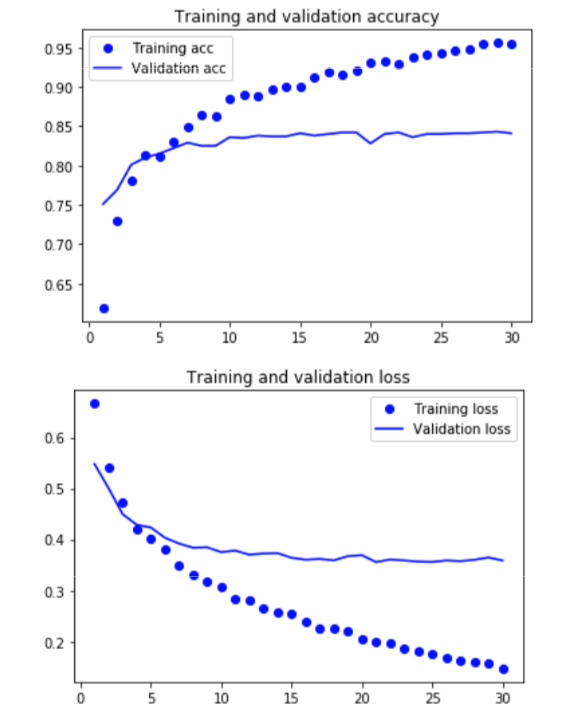 Training and validation accuracy
Training acc
Validation acc
0.95
0.90
0.85
0.80
0.75
0.70
0.65
0 5 10 15 20 25 30
Training and validation loss
Training loss
Validation loss
0.6
0.5
0.4
0.3
0.2
0 5 10 15 20 25 30